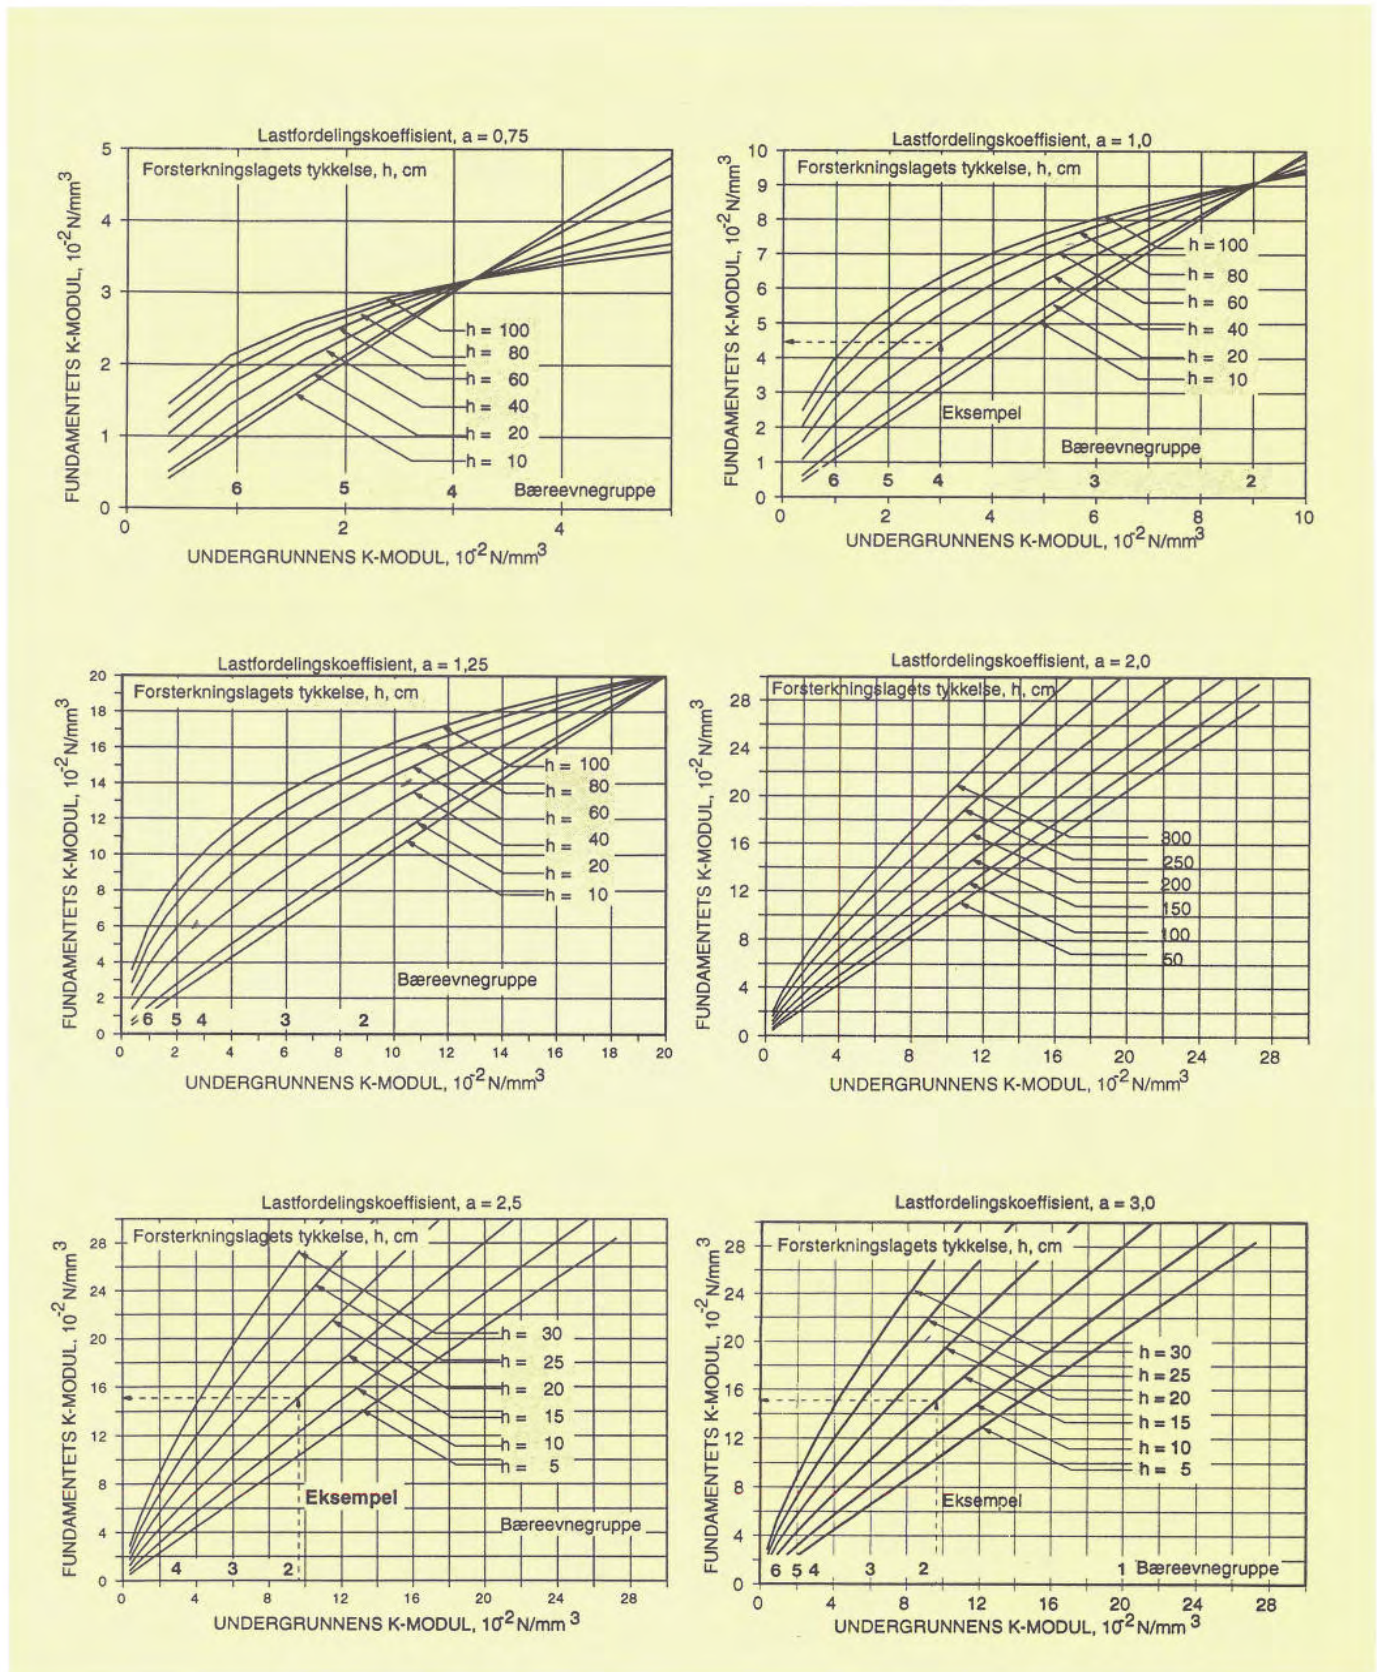 Lastfordelingskoeffisient, a = 0,75
Forsterkningslagets tykkelse, h, cm
FUNDAMENTETS K-MODUL, 10-2 N/mm3
5
4
3
2
1
0
h = 100
h = 80
h = 60
h = 40
h = 20
h = 10
6 5 4 Bæreevnegruppe
0 2 4
UNDERGRUNNENS K-MODUL, 10-2 N/mm3
Lastfordelingskoeffisient, a = 1,0
Forsterkningslagets tykkelse, h, cm
FUNDAMENTETS K-MODUL, 10-2 N/mm3
10
9
8
7
6
5
4
3
2
1
0
h = 100
h = 80
h = 60
h = 40
h = 20
h = 10
Eksempel
Bæreevnegruppe
6 5 4 3 2
0 2 4 6 8 10
UNDERGRUNNENS K-MODUL, 10-2 N/mm3
Lastfordelingskoeffisient, a = 1,25
Forsterkningslagets tykkelse, h, cm
FUNDAMENTETS K-MODUL, 10-2 N/mm3
20
18
16
14
12
10
8
6
4
2
0
h = 100
h = 80
h = 60
h = 40
h = 20
h = 10
Bæreevnegruppe
6 5 4 3 2
0 2 4 6 8 10 12 14 16 18 20
UNDERGRUNNENS K-MODUL, 10-2 N/mm3
Lastfordelingskoeffisient, a = 2,0
Forsterkningslagets tykkelse, h, cm
FUNDAMENTETS K-MODUL, 10-2 N/mm3
28
24
20
16
12
8
4
0
300
250
200
150
100
50
0 4 8 12 16 20 24 28
UNDERGRUNNENS K-MODUL, 10-2 N/mm3
Lastfordelingskoeffisient, a = 2,5
Forsterkningslagets tykkelse, h, cm
FUNDAMENTETS K-MODUL. 10-2 N/mm3
28
24
20
16
12
8
4
0
h = 30
h = 25
h = 20
h = 15
h = 10
h = 5
Eksempel
Bæreevnegruppe
4 3 2
0 4 8 12 16 20 24 28
UNDERGRUNNENS K-MODUL, 10-2 N/mm3
Lastfordelingskoeffisient, a = 3,0
Forsterkningslagets tykkelse, h, cm
FUNDAMENTETS K-MODUL, 10-2 N/mm3
28
24
20
16
12
8
4
0
h = 30
h = 25
h = 20
h = 15
h = 10
h = 5
Eksempel
6 5 4 3 2 1 Bæreevnegruppe
0 4 8 12 16 20 24 28
UNDERGRUNNENS K-MODUL, 10-2 N/mm3